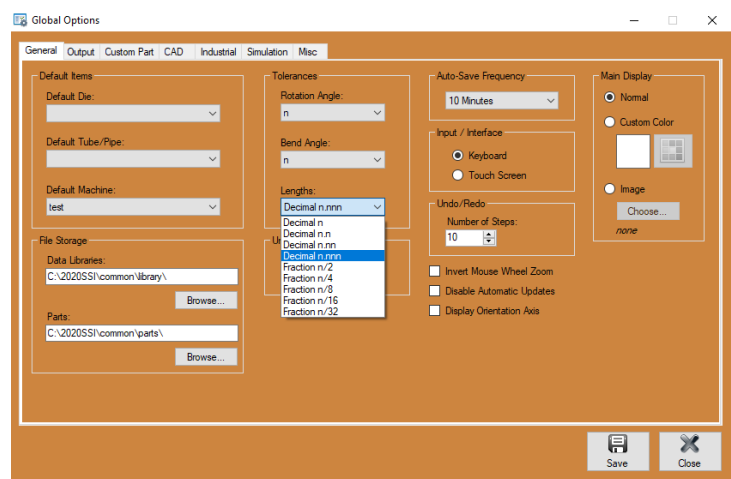 Global Options
General Output Custom Part CAD Industrial Simulation Misc
Default Items
Default Die:
Default Tube/Pipe:
Default Machine:
test
File Storage
Data Libraries:
C:\2020SSI\common\library\
Browse...
Parts:
C:\2020SSI\common\parts\
Browse...
Tolerances
Rotation Angle:
n
Bend Angle:
n
Lengths:
Decimal n.nnn
Decimal n
Decimal n.n
Decimal n.nn
Decimal n.nnn
Fraction n/2
Fraction n/4
Fraction n/8
Fraction n/16
Fraction n/32
Auto-Save Frequency
10 Minutes
Input / Interface
Keyboard
Touch Screen
Undo/Redo
Number of Steps:
10
Invert Mouse Wheel Zoom
Disable Automatic Updates
Display Orientation Axis
Main Display
Normal
Custom Color
Image
Choose...
none
Save
Close